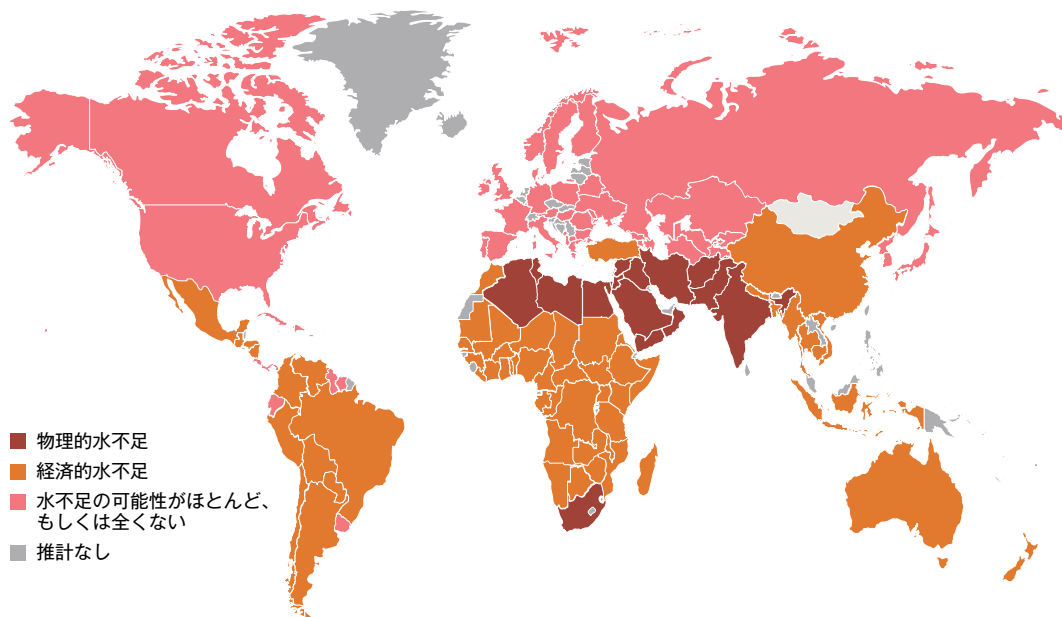 物理的水不足
経済的水不足
水不足の可能性がほとんど、
もしくは全くない
推計なし